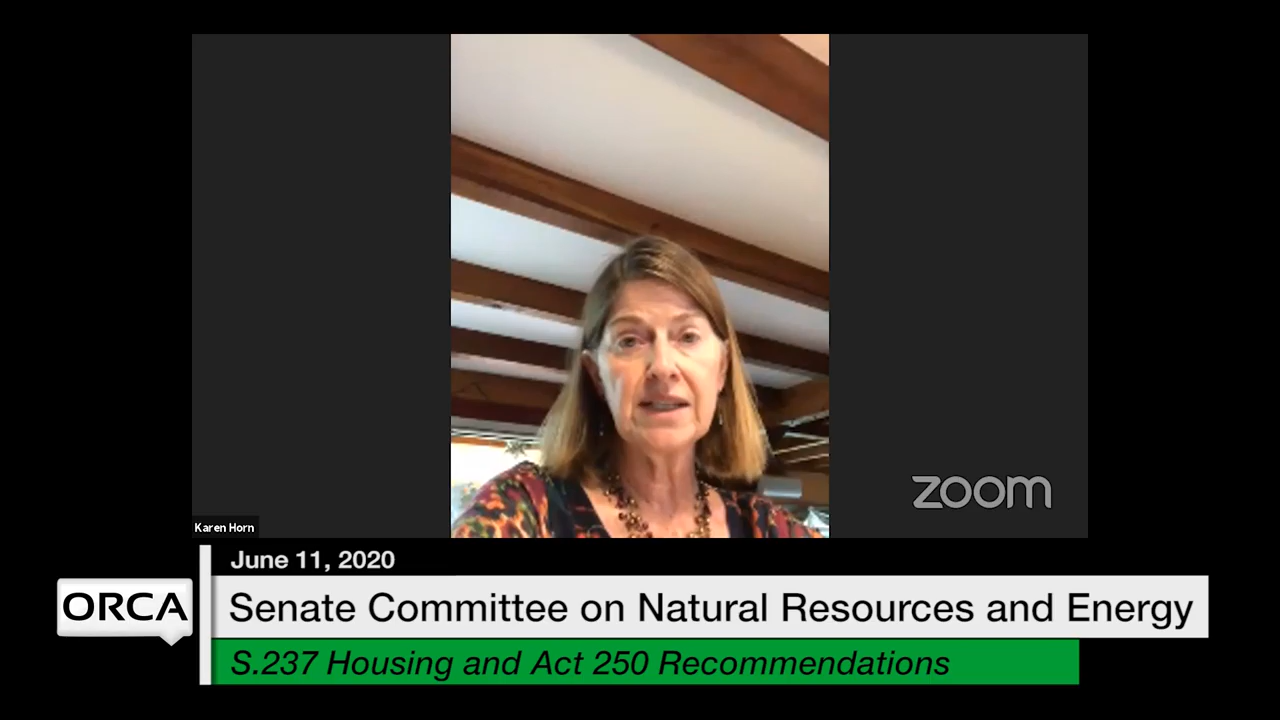 zoom
Karen Horn
June 11, 2020
ORCA
Senate Committee on Natural Resources and Energy
S.237 Housing and Act 250 Recommendations